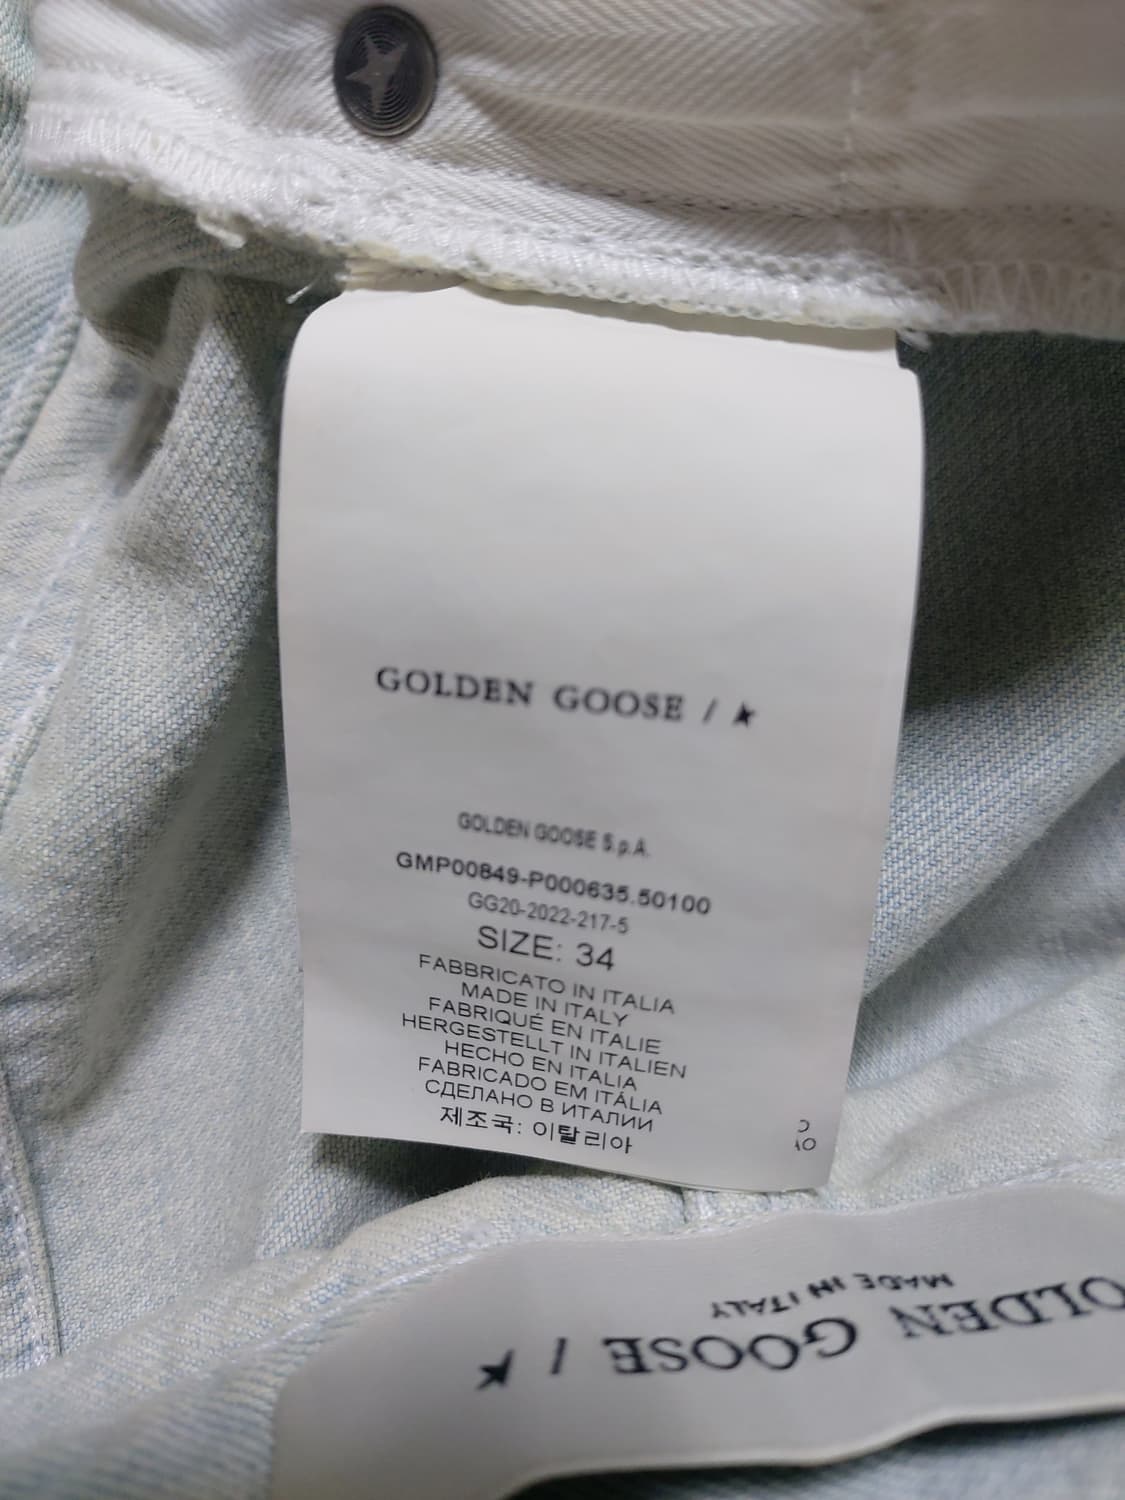 GOLDEN GOOSE / ★
GOLDEN GOOSE S.p.A.
GMP00849-P000635.50100
GG20-2022-217-5
SIZE: 34
FABBRICATO IN ITALIA
MADE IN ITALY
FABRIQUÉ EN ITALIE
HERGESTELLT IN ITALIEN
HECHO EN ITALIA
FABRICADO EM ITÁLIA
СДЕЛАНО В ИТАЛИИ
제조국: 이탈리아
OLDEN GOOSE / ★
MADE IN ITALY